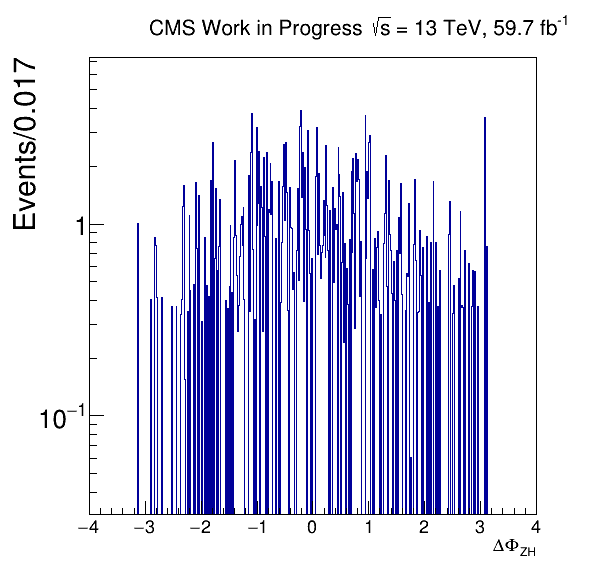 CMS Work in Progress √s = 13 TeV, 59.7 fb⁻¹
Events/0.017
1
10⁻¹
−4 −3 −2 −1 0 1 2 3 4
ΔΦ_ZH